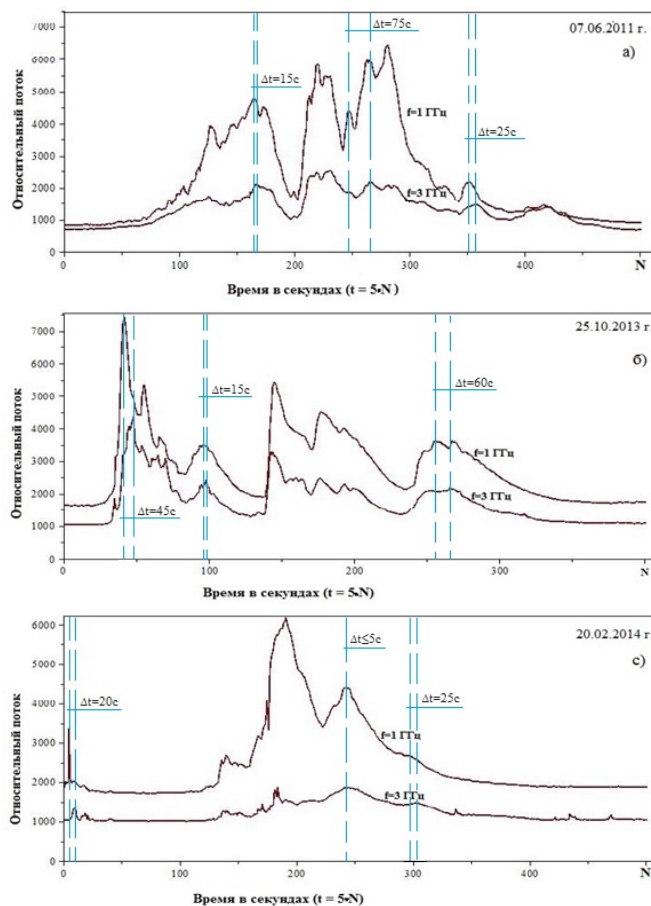 07.06.2011 г.
а)
Δt=75с
Δt=15с
f=1 ГГц
Δt=25с
f=3 ГГц
Относительный поток
7000
6000
5000
4000
3000
2000
1000
0
0
100
200
300
400
N
Время в секундах (t = 5•N )
25.10.2013 г.
б)
Δt=15с
Δt=60с
f=1 ГГц
f=3 ГГц
Δt=45с
Относительный поток
7000
6000
5000
4000
3000
2000
1000
0
0
100
200
300
400
N
Время в секундах (t = 5•N)
20.02.2014 г
с)
Δt≤5с
Δt=20с
Δt=25с
f=1 ГГц
f=3 ГГц
Относительный поток
6000
5000
4000
3000
2000
1000
0
0
100
200
300
400
N
Время в секундах (t = 5•N)